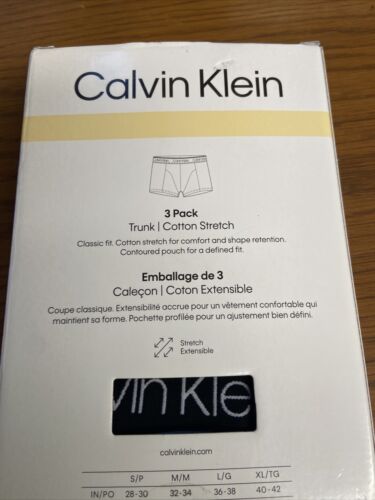 Calvin Klein
3 Pack
Trunk | Cotton Stretch
Classic fit. Cotton stretch for comfort and shape retention.
Contoured pouch for a defined fit.
Emballage de 3
Caleçon | Coton Extensible
Coupe classique. Extensibilité accrue pour un vêtement confortable qui
maintient sa forme. Pochette profilée pour un ajustement bien défini.
Stretch
Extensible
vin Kle
calvinklein.com
S/P M/M L/G XL/TG
IN/PO 28-30 32-34 36-38 40-42